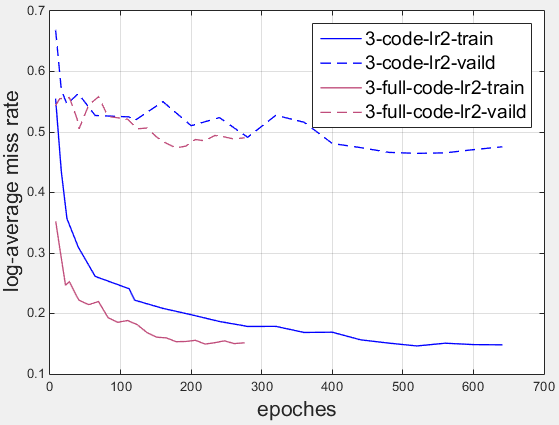 0.7
0.6
0.5
0.4
0.3
0.2
0.1
log-average miss rate
3-code-lr2-train
3-code-lr2-vaild
3-full-code-lr2-train
3-full-code-lr2-vaild
0 100 200 300 400 500 600 700
epoches